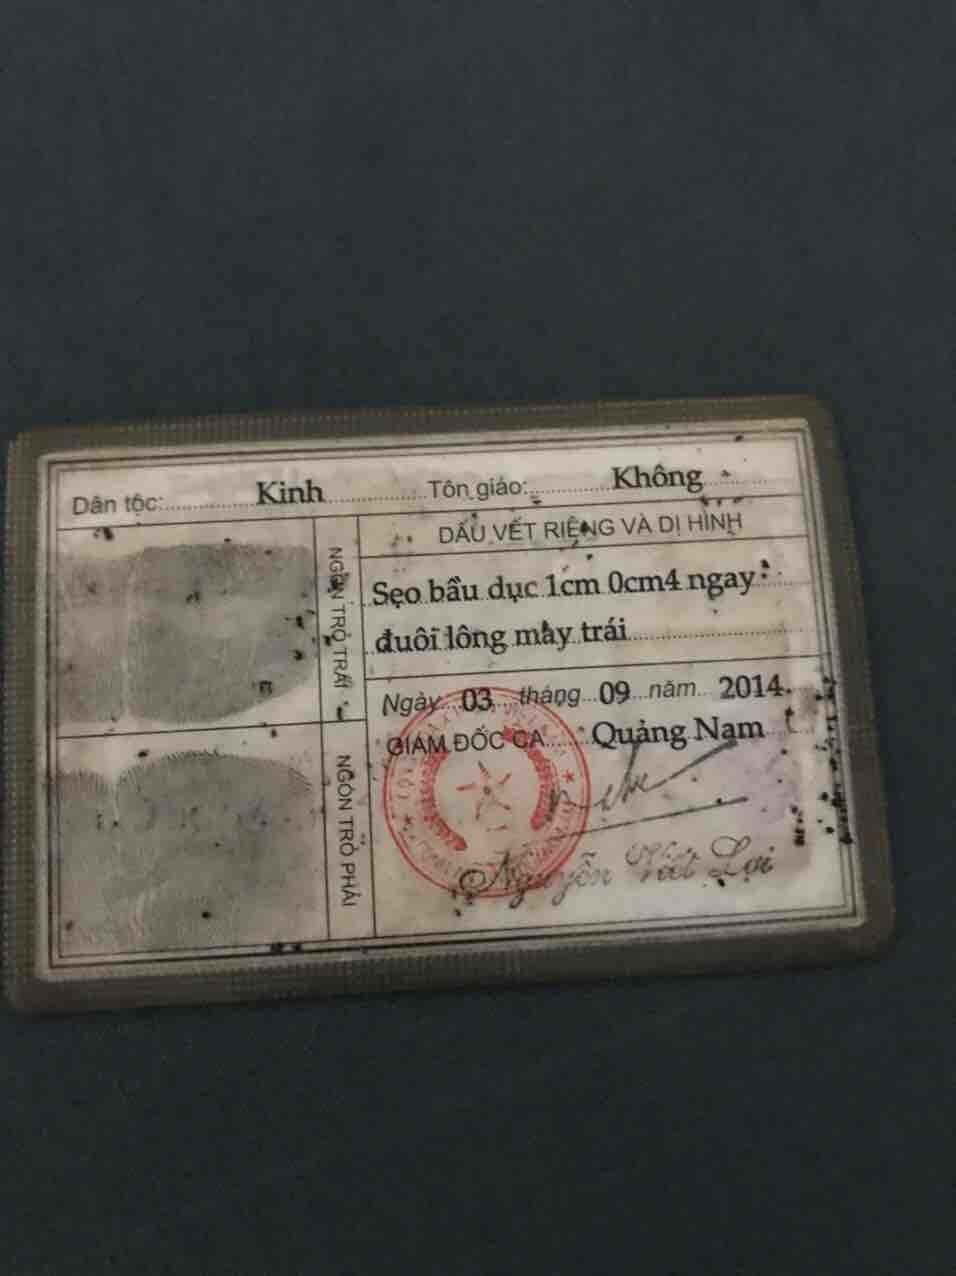 Dân tộc: Kinh Tôn giáo: Không
NGÓN TRỎ TRÁI
DẤU VẾT RIÊNG VÀ DỊ HÌNH
Sẹo bầu dục 1cm 0cm4 ngay
đuôi lông mày trái
Ngày 03 tháng 09 năm 2014
GIÁM ĐỐC CA Quảng Nam
NGÓN TRỎ PHẢI
Nguyễn Viết Lợi